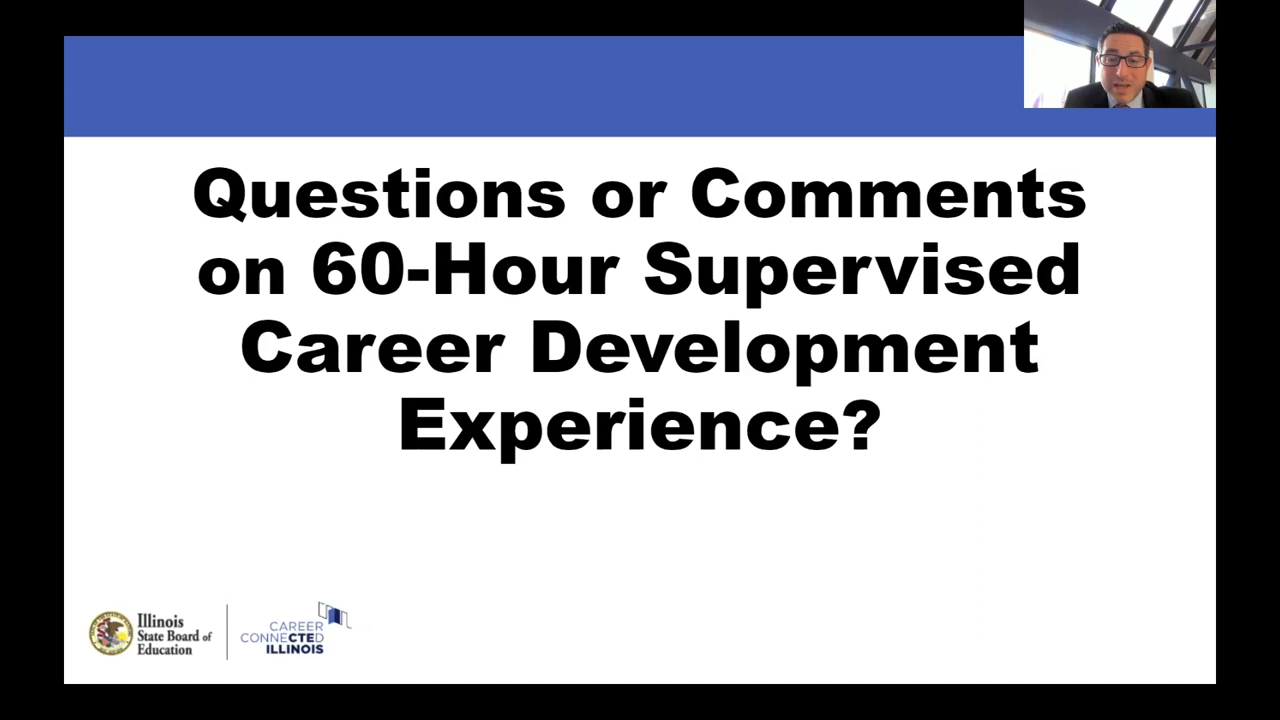 Questions or Comments
on 60-Hour Supervised
Career Development
Experience?
Illinois
State Board of
Education
CAREER
CONNECTED
ILLINOIS